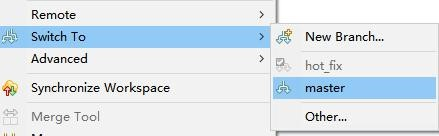 Remote
Switch To
Advanced
Synchronize Workspace
Merge Tool
New Branch...
hot_fix
master
Other...